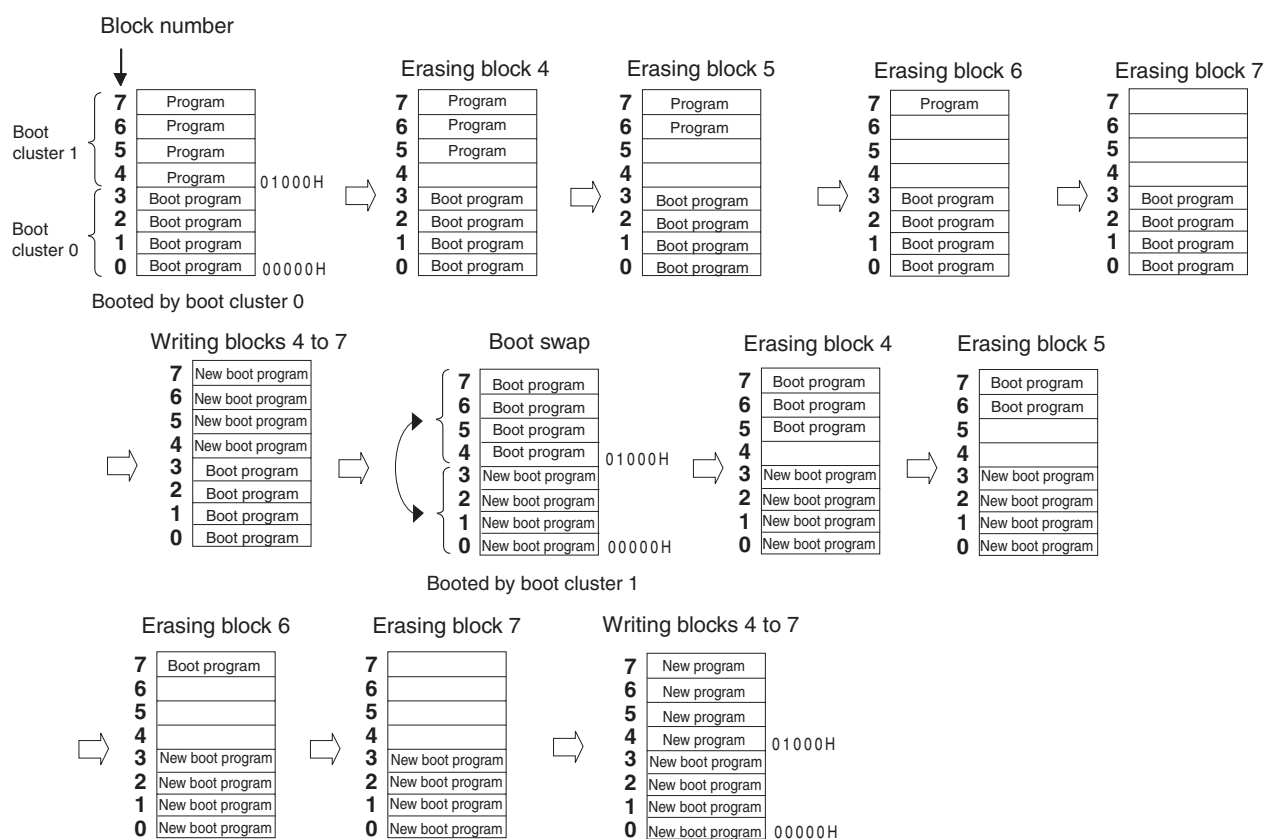 Block number
Erasing block 4 Erasing block 5 Erasing block 6 Erasing block 7
7 Program 7 Program 7 Program 7 Program 7
6 Program 6 Program 6 Program 6 6
Boot cluster 1 5 Program 5 Program 5 5 5
4 Program 01000H 4 4 4 4
3 Boot program 3 Boot program 3 Boot program 3 Boot program 3 Boot program
2 Boot program 2 Boot program 2 Boot program 2 Boot program 2 Boot program
Boot cluster 0 1 Boot program 1 Boot program 1 Boot program 1 Boot program 1 Boot program
0 Boot program 00000H 0 Boot program 0 Boot program 0 Boot program 0 Boot program
Booted by boot cluster 0
Writing blocks 4 to 7 Boot swap Erasing block 4 Erasing block 5
7 New boot program 7 Boot program 7 Boot program 7 Boot program
6 New boot program 6 Boot program 6 Boot program 6 Boot program
5 New boot program 5 Boot program 5 Boot program 5
4 New boot program 4 Boot program 01000H 4 4
3 Boot program 3 New boot program 3 New boot program 3 New boot program
2 Boot program 2 New boot program 2 New boot program 2 New boot program
1 Boot program 1 New boot program 1 New boot program 1 New boot program
0 Boot program 0 New boot program 00000H 0 New boot program 0 New boot program
Booted by boot cluster 1
Erasing block 6 Erasing block 7 Writing blocks 4 to 7
7 Boot program 7 7 New program
6 6 6 New program
5 5 5 New program
4 4 4 New program 01000H
3 New boot program 3 New boot program 3 New boot program
2 New boot program 2 New boot program 2 New boot program
1 New boot program 1 New boot program 1 New boot program
0 New boot program 0 New boot program 0 New boot program 00000H